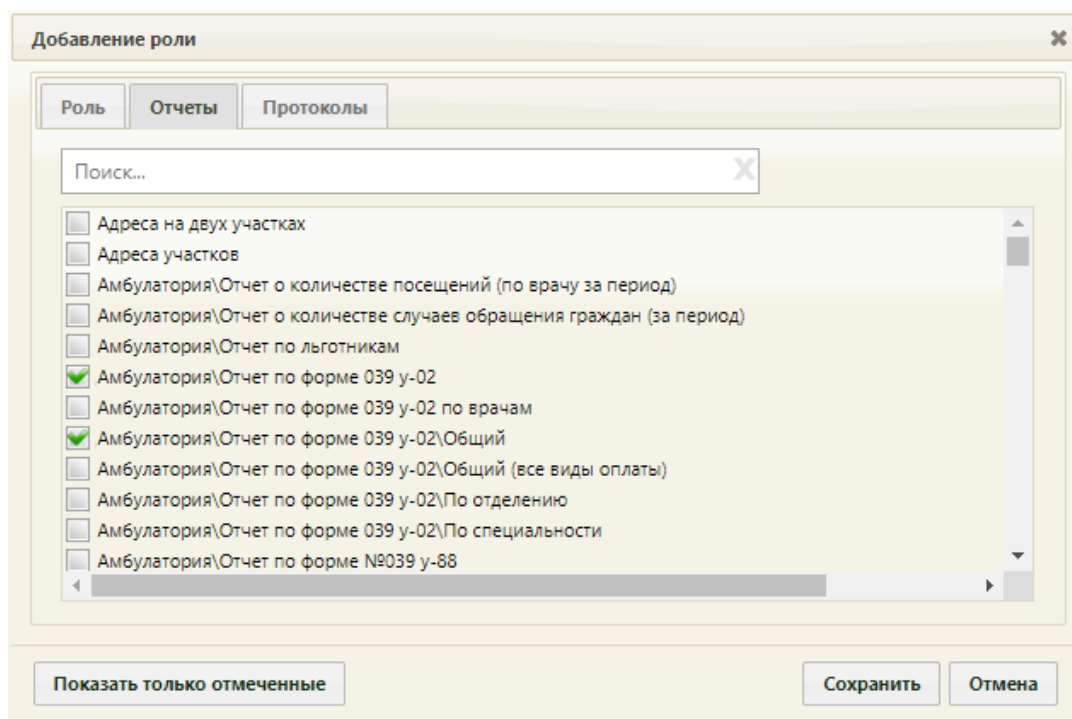 Добавление роли
Роль Отчеты Протоколы
Поиск...
Адреса на двух участках
Адреса участков
Амбулатория\Отчет о количестве посещений (по врачу за период)
Амбулатория\Отчет о количестве случаев обращения граждан (за период)
Амбулатория\Отчет по льготникам
Амбулатория\Отчет по форме 039 у-02
Амбулатория\Отчет по форме 039 у-02 по врачам
Амбулатория\Отчет по форме 039 у-02\Общий
Амбулатория\Отчет по форме 039 у-02\Общий (все виды оплаты)
Амбулатория\Отчет по форме 039 у-02\По отделению
Амбулатория\Отчет по форме 039 у-02\По специальности
Амбулатория\Отчет по форме №039 у-88
Показать только отмеченные Сохранить Отмена